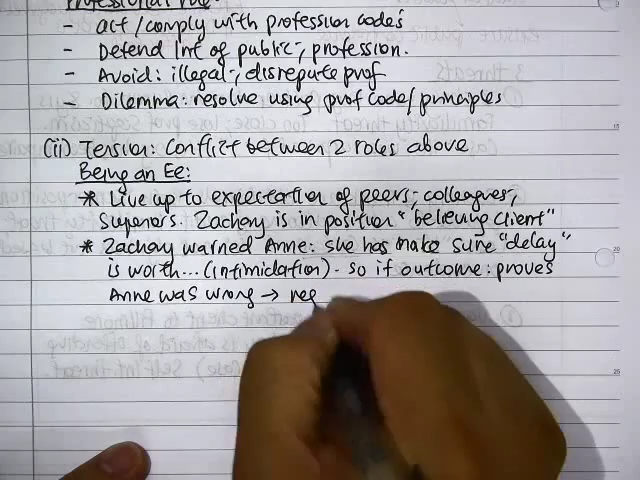 Professional
- act/comply with profession codes
- Defend Int of public, profession.
- Avoid: illegal, disrepute prof
- Dilemma: resolve using prof code/principles
(ii) Tension: Conflict between 2 roles above
Being an Ee:
* Live up to expectation of peers, colleagues,
superiors. Zachary is in position "believing client"
* Zachary warned Anne: she has make sure "delay"
is worth... (intimidation). so if outcome: proves
Anne was wrong → neg